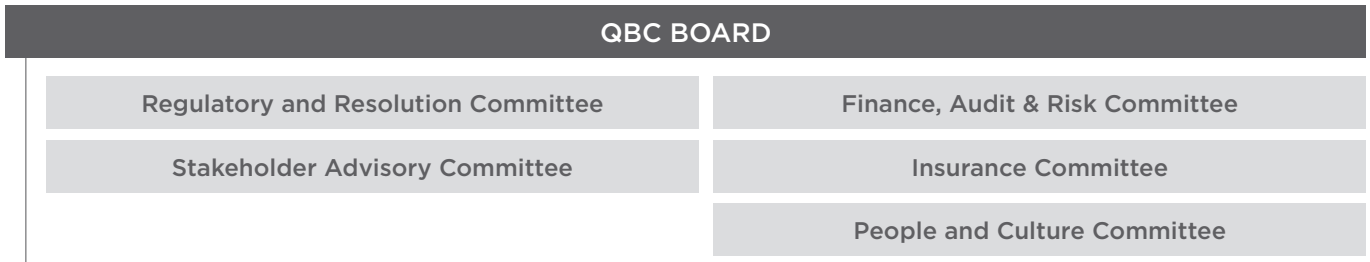 QBC BOARD
Regulatory and Resolution Committee
Finance, Audit & Risk Committee
Stakeholder Advisory Committee
Insurance Committee
People and Culture Committee